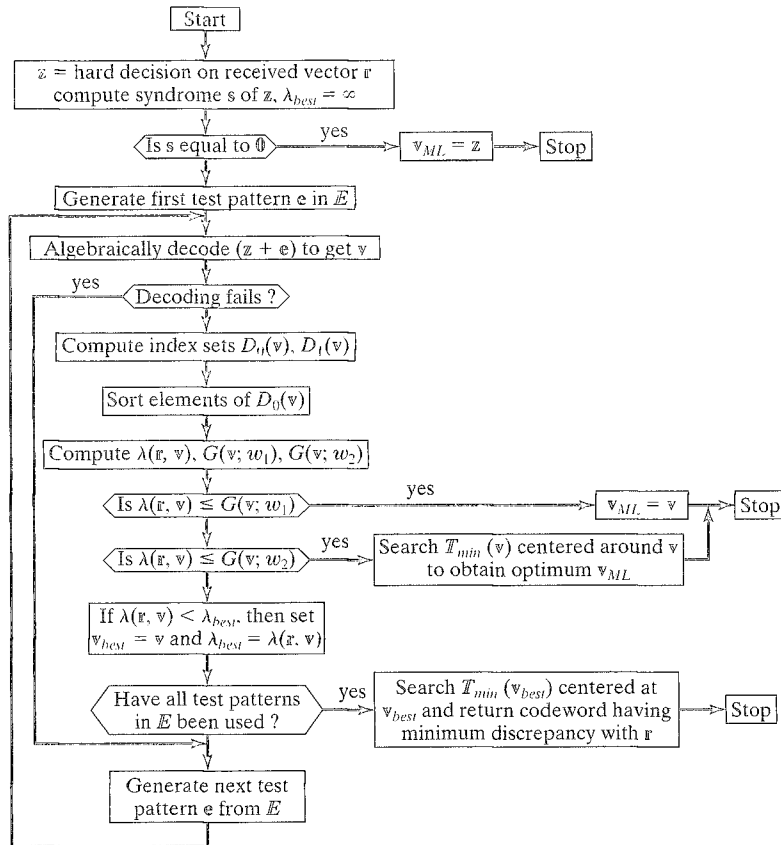 Start
𝕫 = hard decision on received vector 𝕣
compute syndrome 𝕤 of 𝕫, λ_best = ∞
Is 𝕤 equal to 𝟘
yes
𝕧_ML = 𝕫
Stop
Generate first test pattern 𝕖 in 𝔼
Algebraically decode (𝕫 + 𝕖) to get 𝕧
yes
Decoding fails ?
Compute index sets D_0(𝕧), D_1(𝕧)
Sort elements of D_0(𝕧)
Compute λ(𝕣, 𝕧), G(𝕧; w_1), G(𝕧; w_2)
Is λ(𝕣, 𝕧) ≤ G(𝕧; w_1)
yes
𝕧_ML = 𝕧
Stop
Is λ(𝕣, 𝕧) ≤ G(𝕧; w_2)
yes
Search 𝕋_min (𝕧) centered around 𝕧
to obtain optimum 𝕧_ML
If λ(𝕣, 𝕧) < λ_best, then set
𝕧_best = 𝕧 and λ_best = λ(𝕣, 𝕧)
Have all test patterns
in 𝔼 been used ?
yes
Search 𝕋_min (𝕧_best) centered at
𝕧_best and return codeword having
minimum discrepancy with 𝕣
Stop
Generate next test
pattern 𝕖 from 𝔼